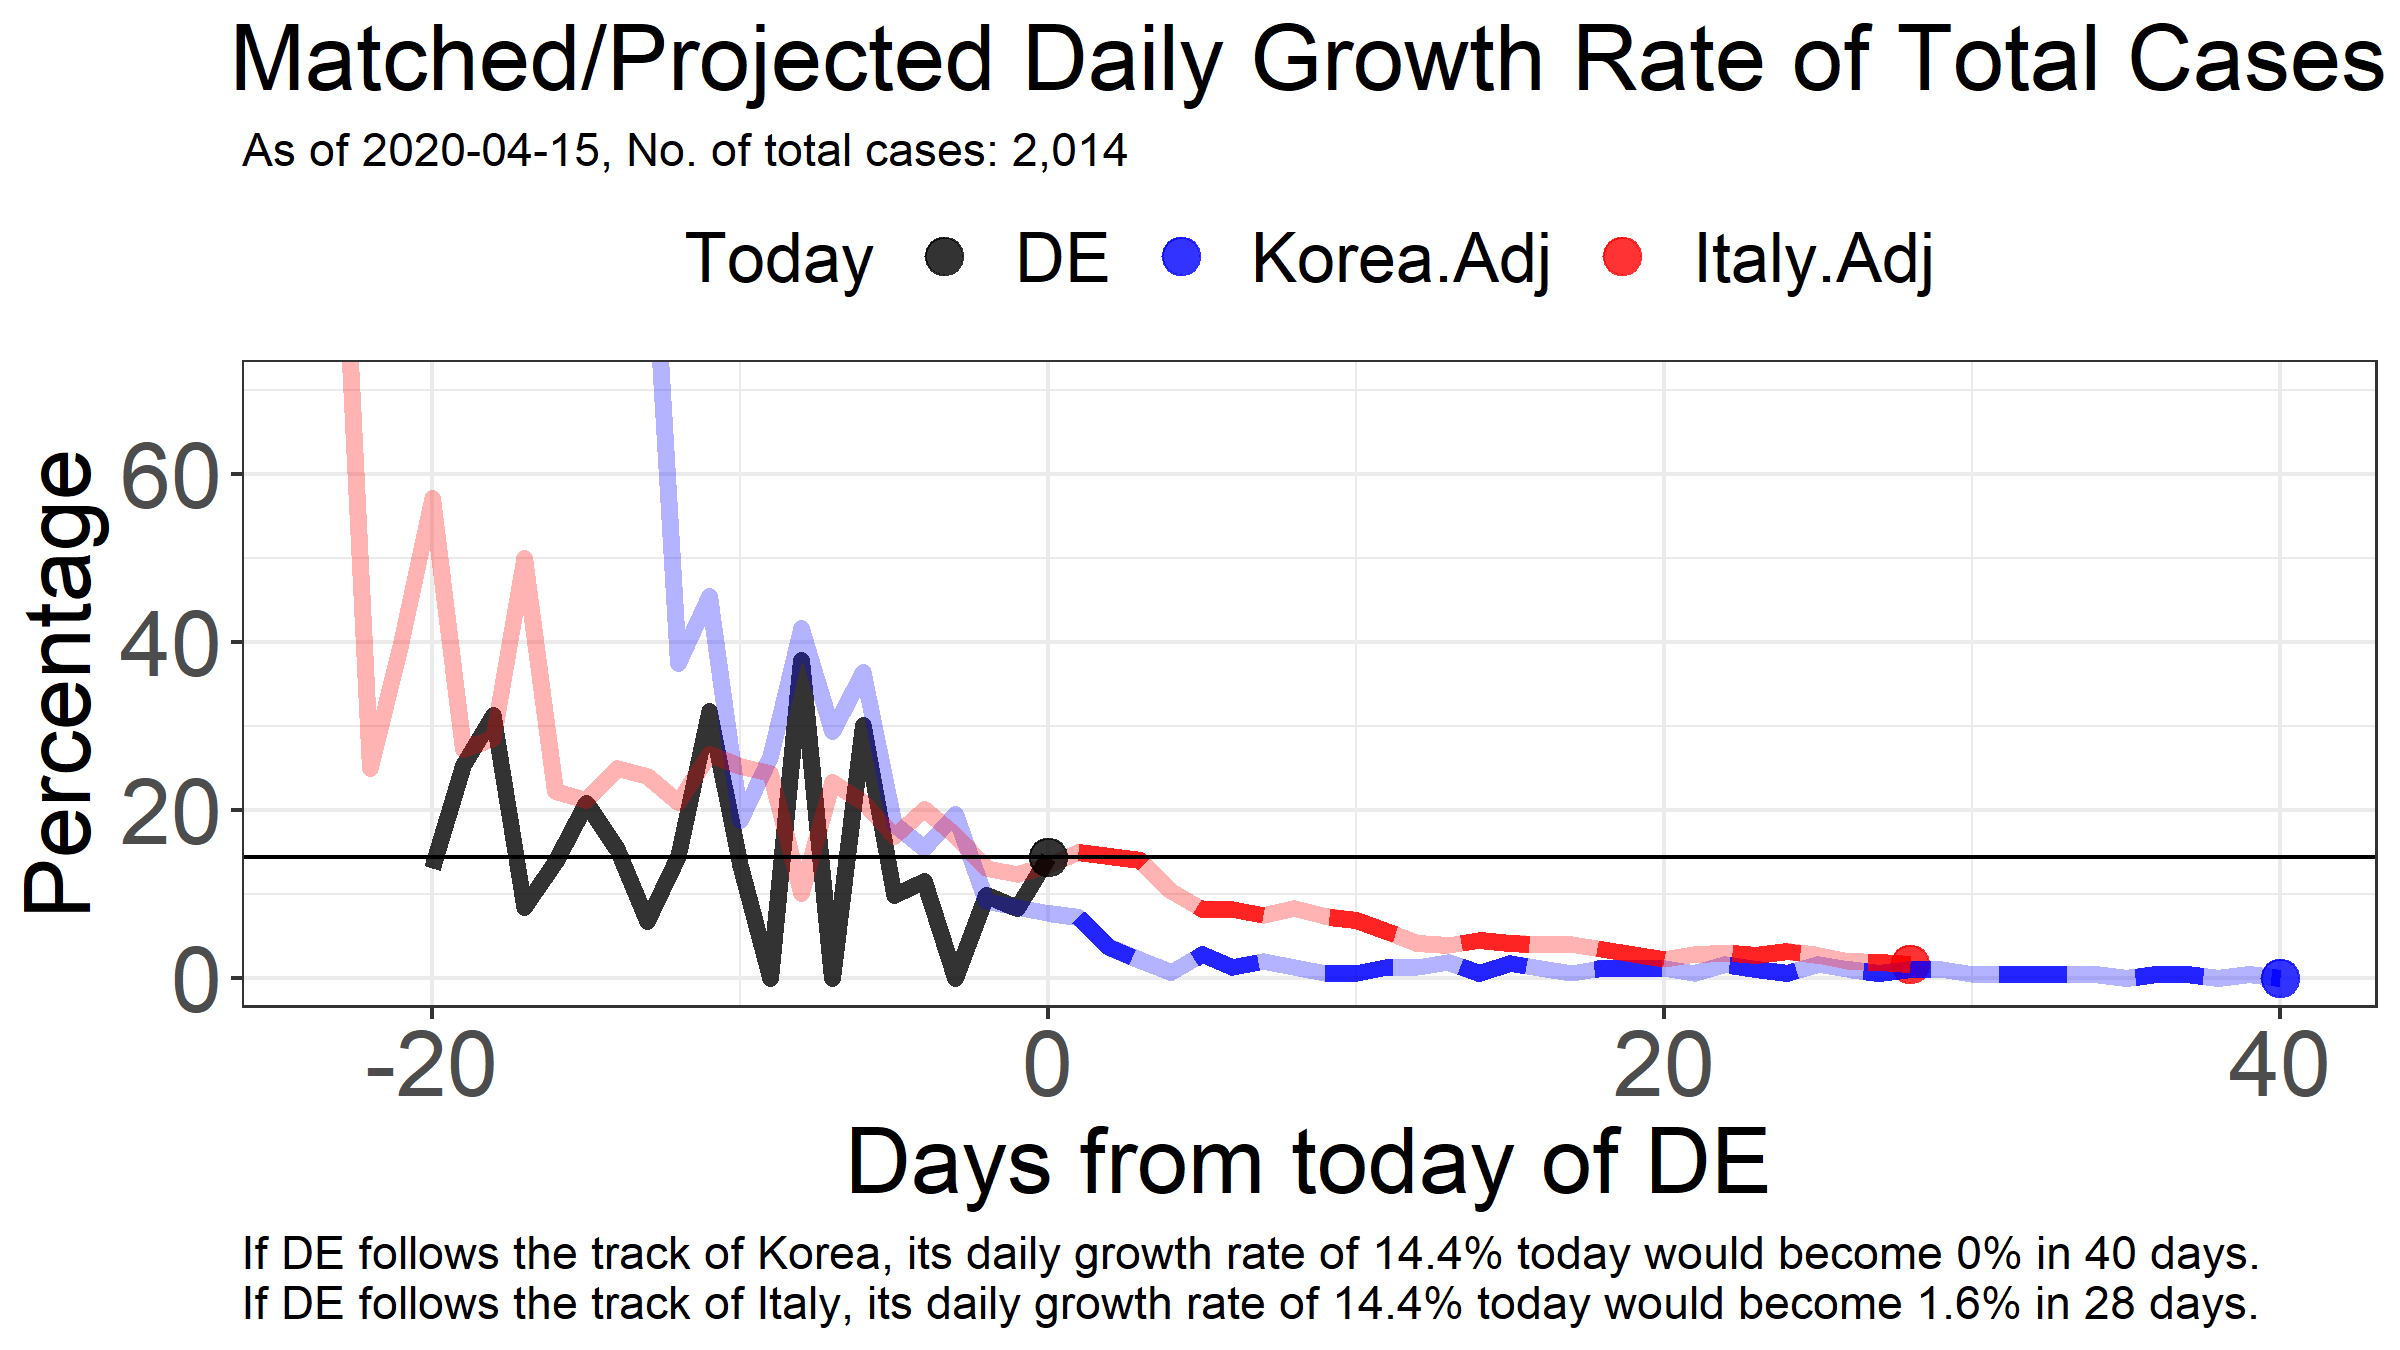 Matched/Projected Daily Growth Rate of Total Cases
As of 2020-04-15, No. of total cases: 2,014
Today DE Korea.Adj Italy.Adj
Percentage
60
40
20
0
-20 0 20 40
Days from today of DE
If DE follows the track of Korea, its daily growth rate of 14.4% today would become 0% in 40 days.
If DE follows the track of Italy, its daily growth rate of 14.4% today would become 1.6% in 28 days.